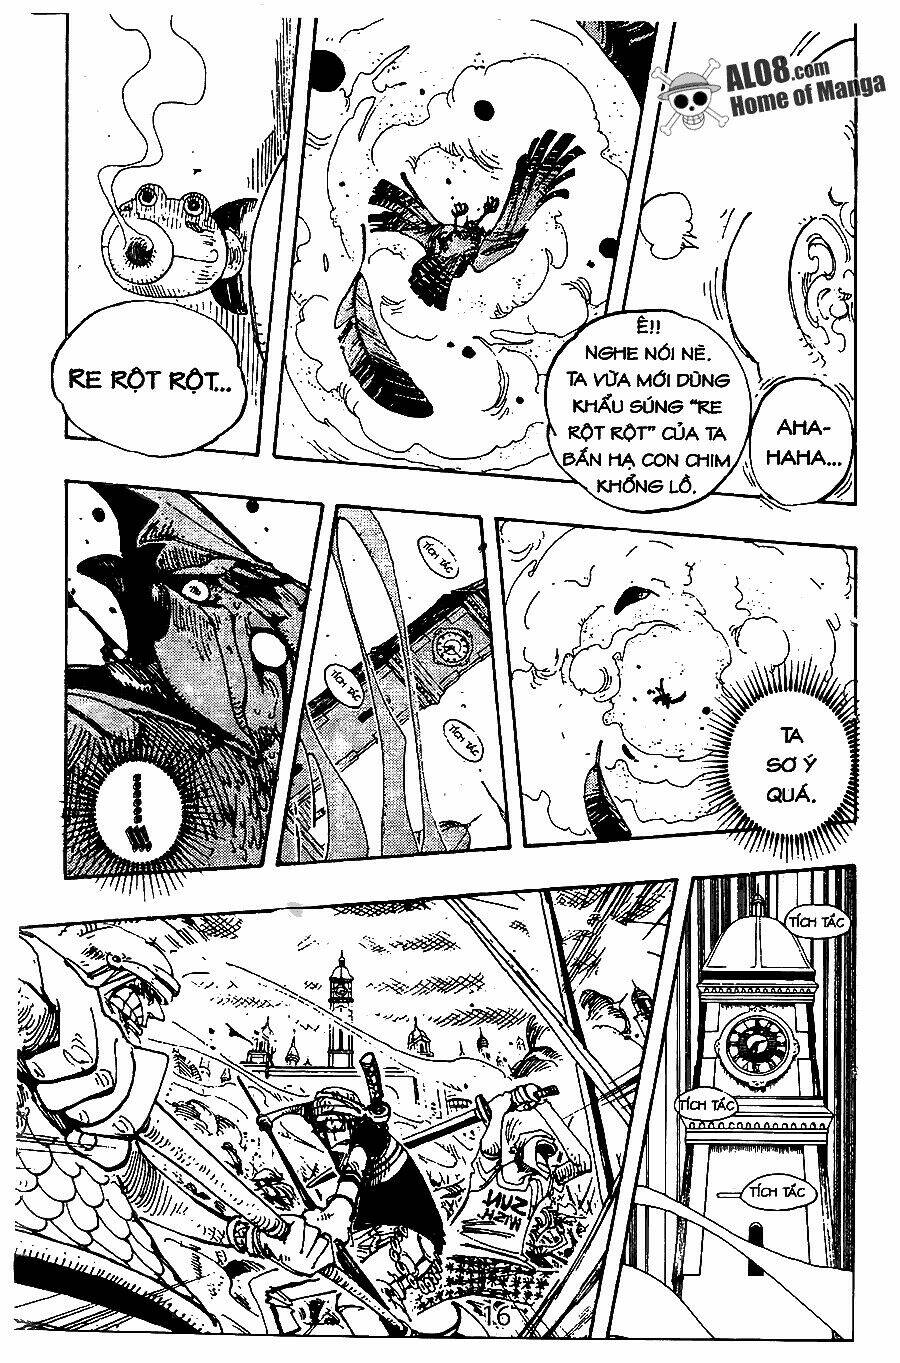 AL08.com
Home of Manga
Ê!!
NGHE NÓI NÈ.
TA VỪA MỚI DÙNG
KHẨU SÚNG "RE
RỘT RỘT" CỦA TA
BẮN HẠ CON CHIM
KHỔNG LỒ.
AHA-
HAHA...
RE RỘT RỘT...
TA
SƠ Ý
QUÁ.
TÍCH TẮC
TÍCH TẮC
TÍCH TẮC
......!!!
TÍCH TẮC
TÍCH TẮC
TÍCH TẮC
16